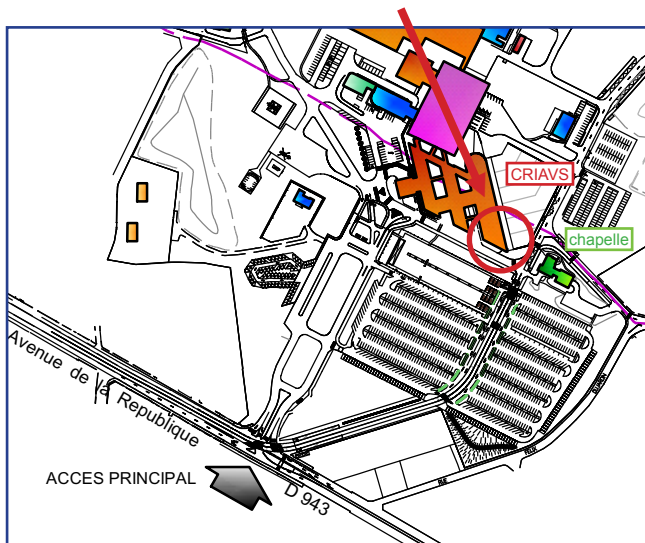 CRIAVS
chapelle
Avenue de la Republique
ACCES PRINCIPAL
D 943